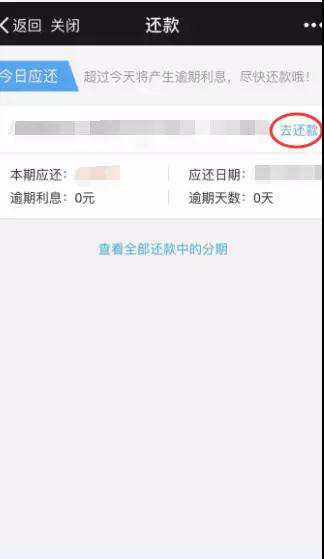 返回 关闭 还款 •••
今日应还 超过今天将产生逾期利息，尽快还款哦！
去还款
本期应还： 应还日期：
逾期利息：0元 逾期天数：0天
查看全部还款中的分期